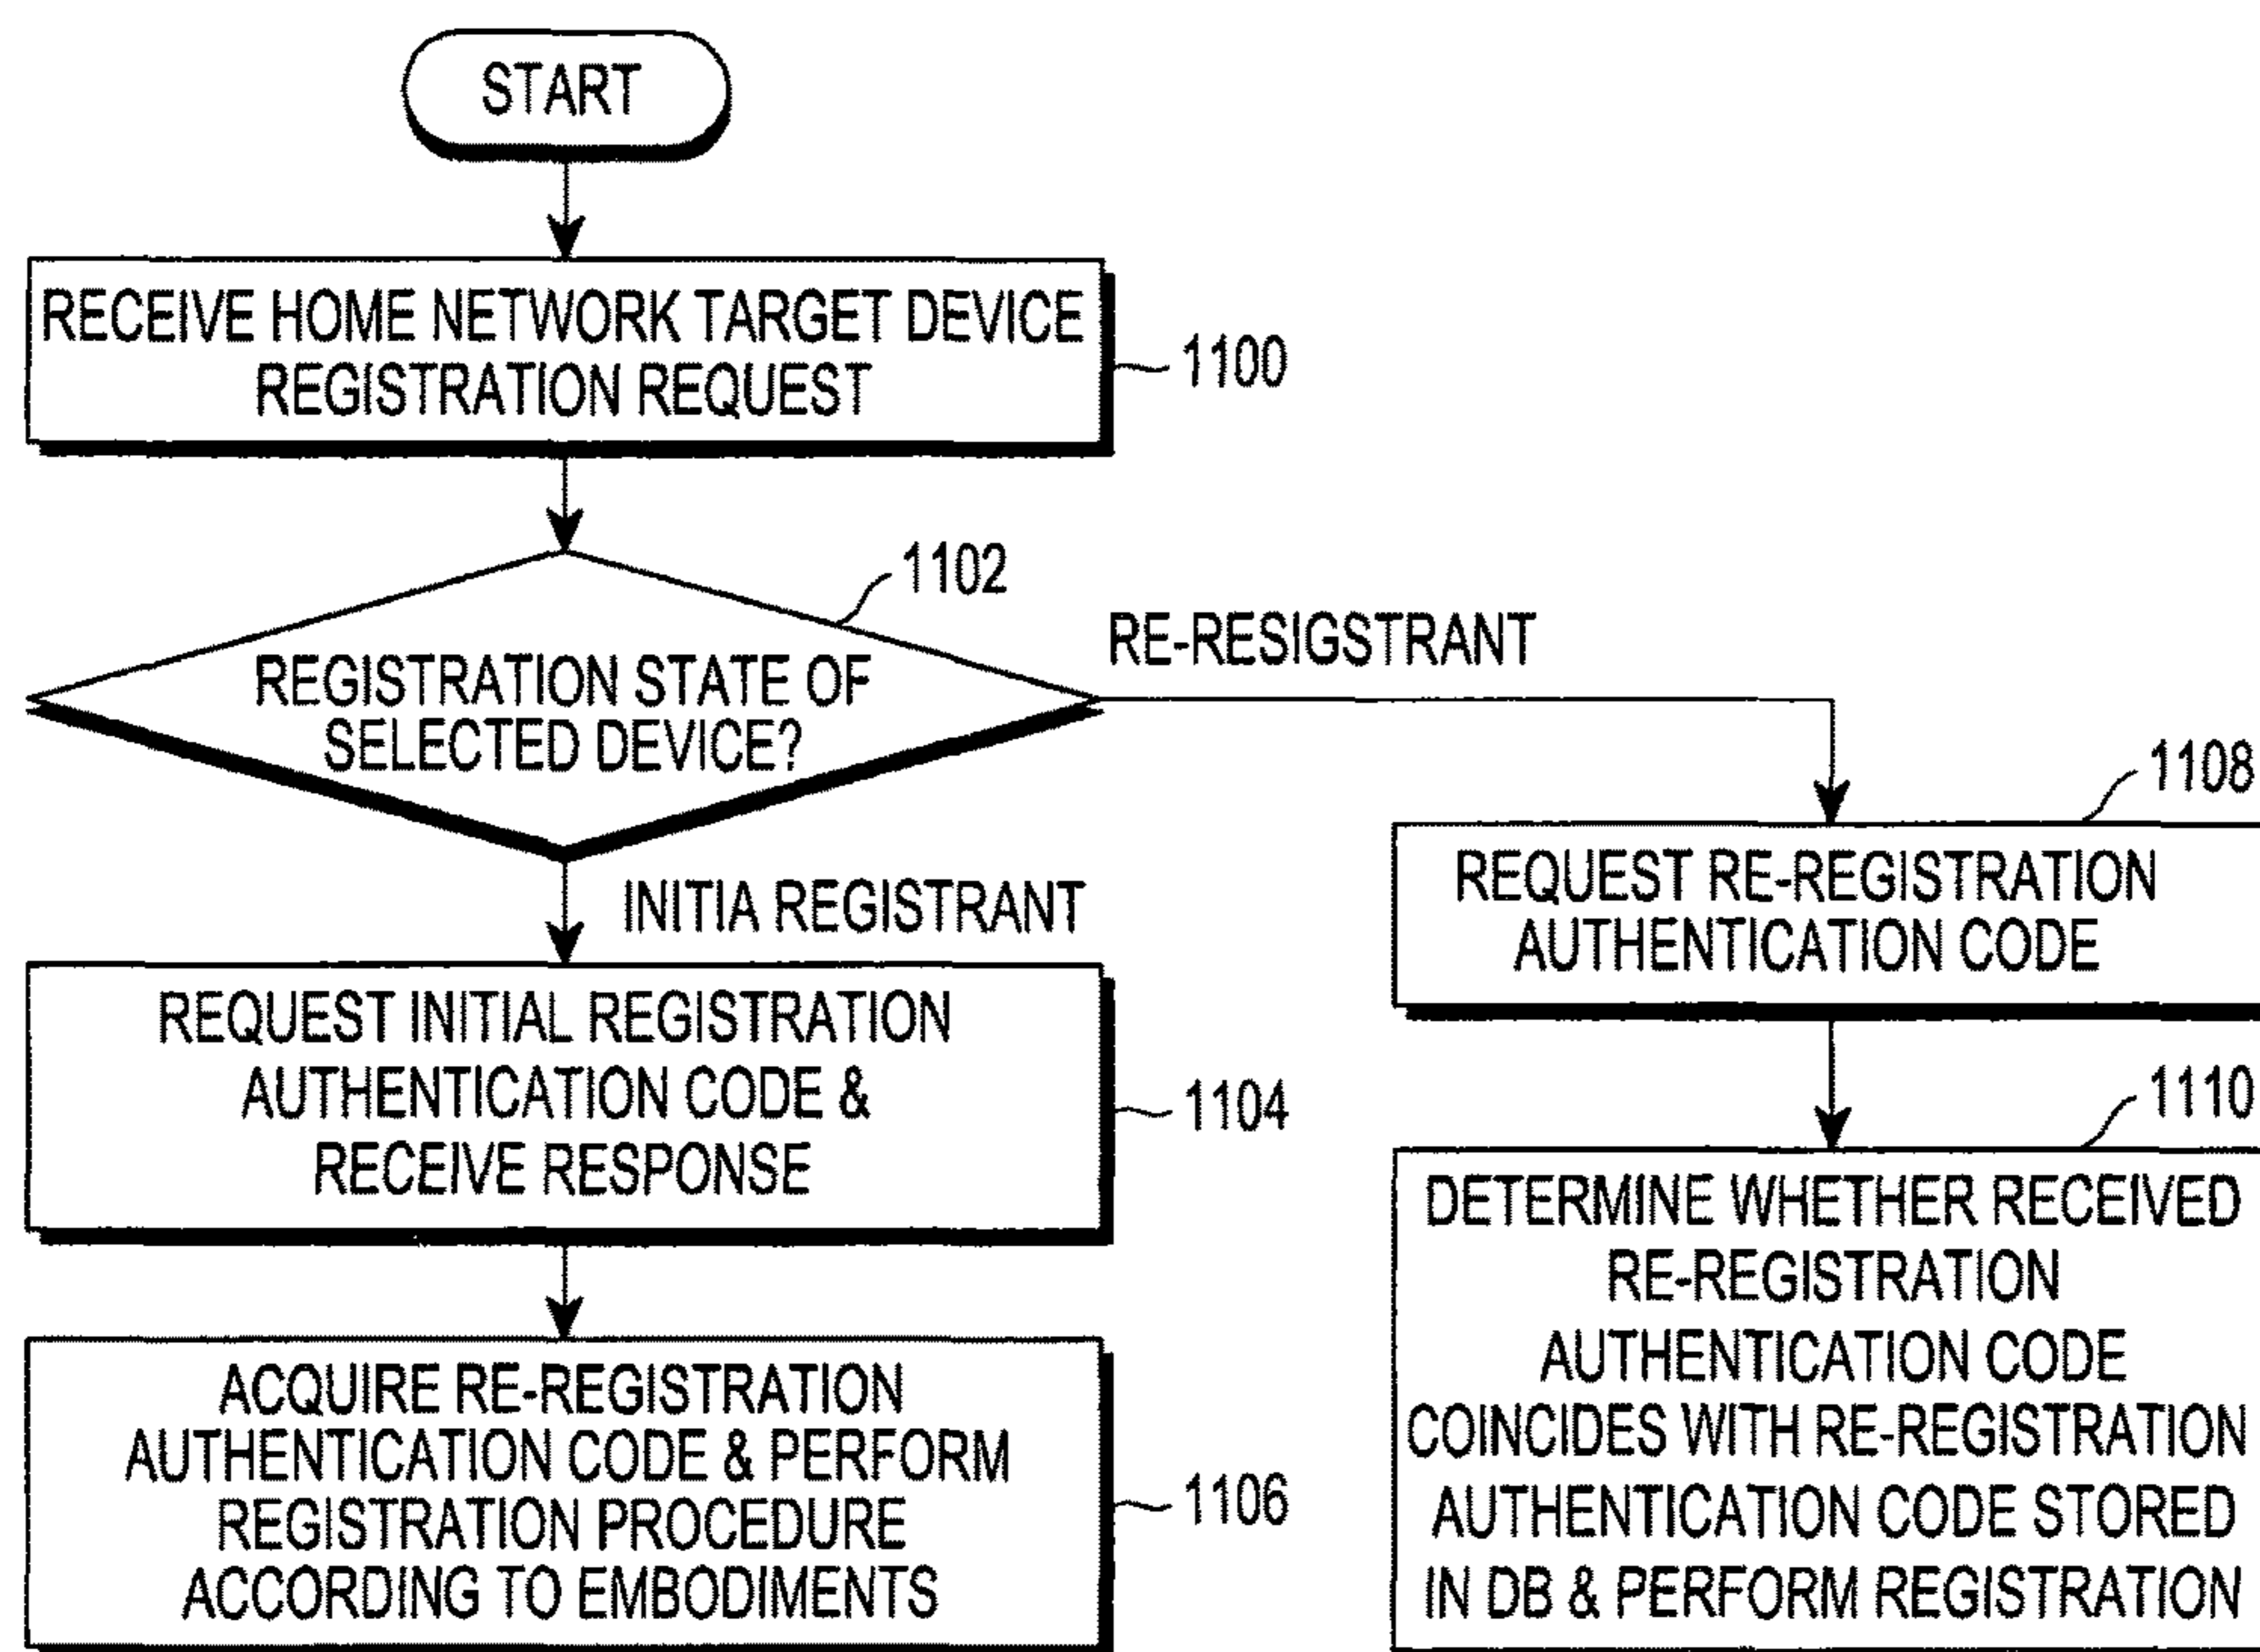 START
RECEIVE HOME NETWORK TARGET DEVICE
REGISTRATION REQUEST
1100
1102
REGISTRATION STATE OF
SELECTED DEVICE?
RE-RESIGSTRANT
INITIA REGISTRANT
REQUEST INITIAL REGISTRATION
AUTHENTICATION CODE &
RECEIVE RESPONSE
1104
ACQUIRE RE-REGISTRATION
AUTHENTICATION CODE & PERFORM
REGISTRATION PROCEDURE
ACCORDING TO EMBODIMENTS
1106
1108
REQUEST RE-REGISTRATION
AUTHENTICATION CODE
1110
DETERMINE WHETHER RECEIVED
RE-REGISTRATION
AUTHENTICATION CODE
COINCIDES WITH RE-REGISTRATION
AUTHENTICATION CODE STORED
IN DB & PERFORM REGISTRATION